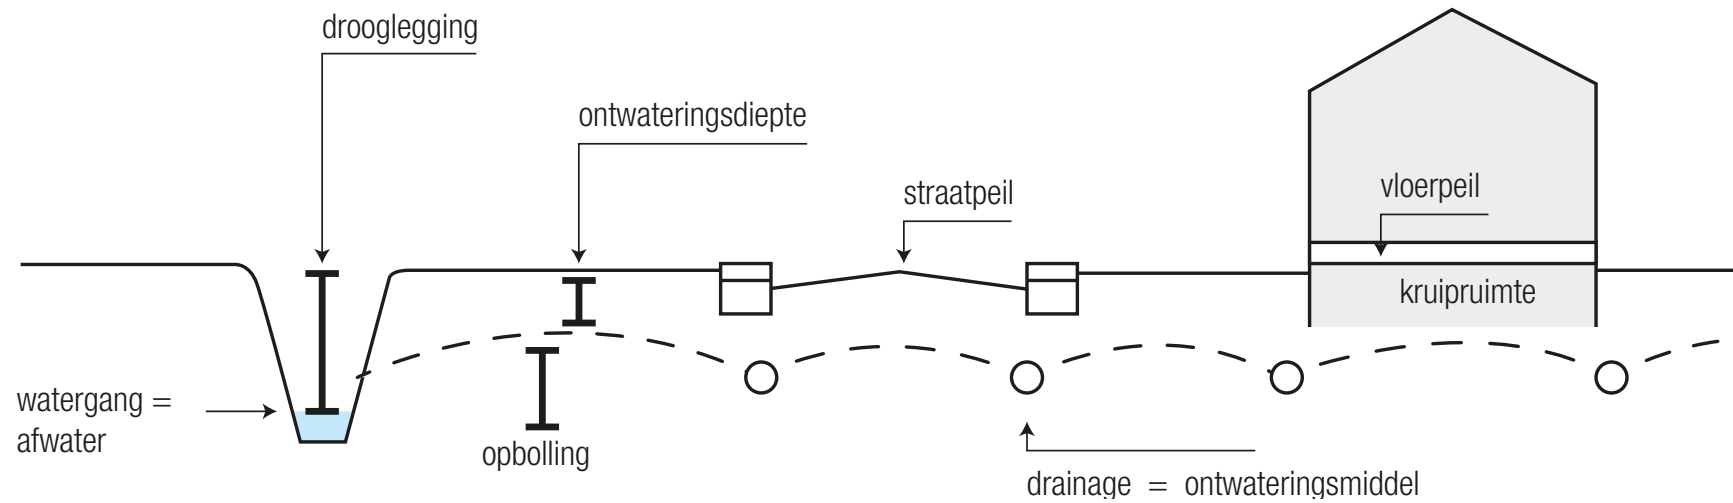 drooglegging
ontwateringsdiepte
straatpeil
vloerpeil
kruipruimte
watergang =
afwater
opbolling
drainage = ontwateringsmiddel